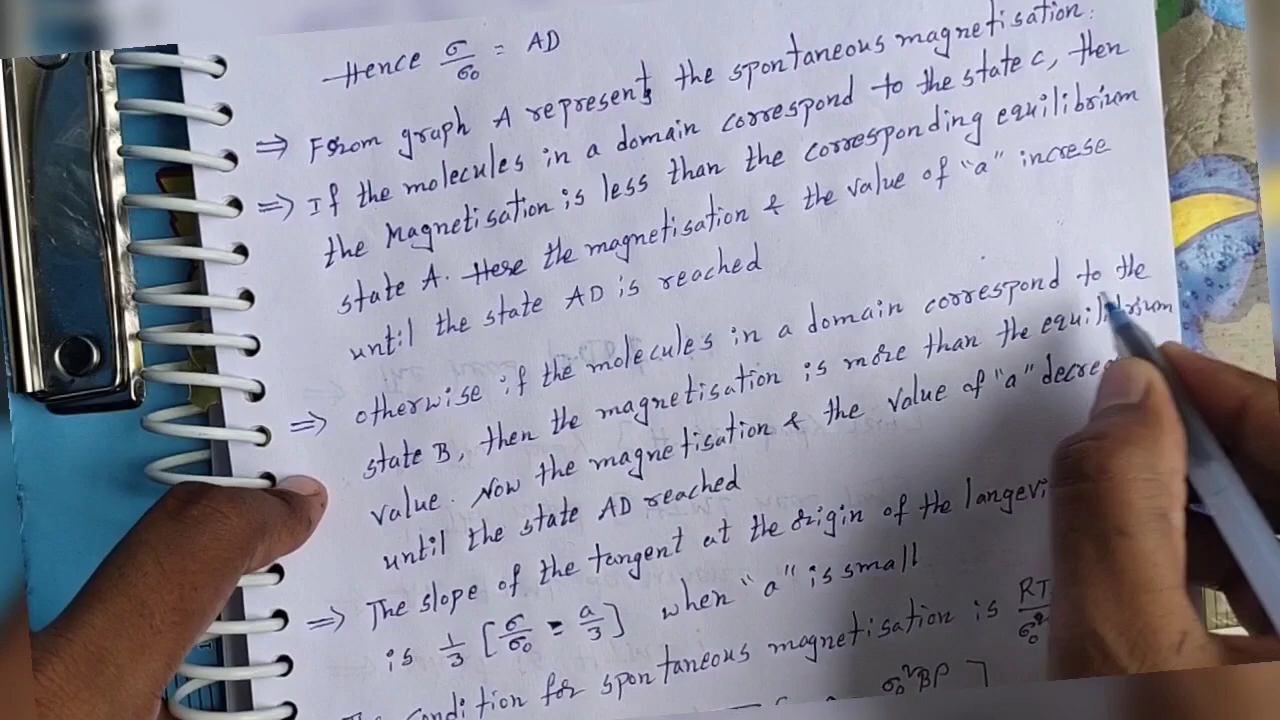 Hence σ/σ₀ = AD
⇒ From graph A represents the spontaneous magnetisation.
⇒ If the molecules in a domain correspond to the state C, then
the Magnetisation is less than the corresponding equilibrium
state A. Here the magnetisation & the value of "a" increse
until the state AD is reached
⇒ otherwise if the molecules in a domain correspond to the
state B, then the magnetisation is more than the equilibrium
value. Now the magnetisation & the value of "a"
until the state AD reached
⇒ The slope of the tangent at the origin of the
is 1/3 [σ/σ₀ = a/3] when "a" is small
condition for spontaneous magnetisation is
σ₀²Bρ ]